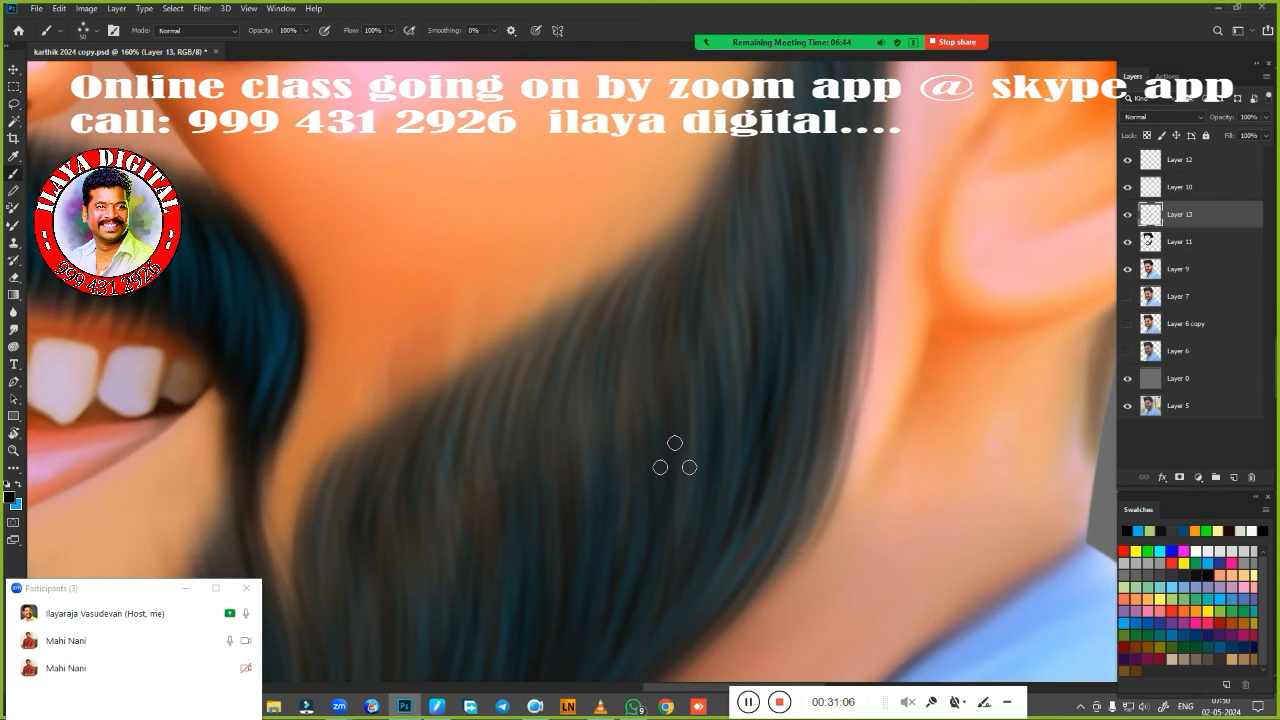 File Edit Image Layer Type Select Filter 3D View Window Help
50 Mode: Normal Opacity: 100% Flow: 100% Smoothing: 0%
karthik 2024 copy.psd @ 160% (Layer 13, RGB/8) *
Remaining Meeting Time: 06:44 Stop share
Online class going on by zoom app @ skype app
call: 999 431 2926 ilaya digital....
ILAYA DIGITAL
999 431 2926
Layers Actions
Kind
Normal Opacity: 100%
Lock: Fill: 100%
Layer 12
Layer 10
Layer 13
Layer 11
Layer 9
Layer 7
Layer 6 copy
Layer 6
Layer 0
Layer 5
Swatches
Participants (3)
Ilayaraja Vasudevan (Host, me)
Mahi Nani
Mahi Nani
00:31:06
ENG
07:50
02-05-2024